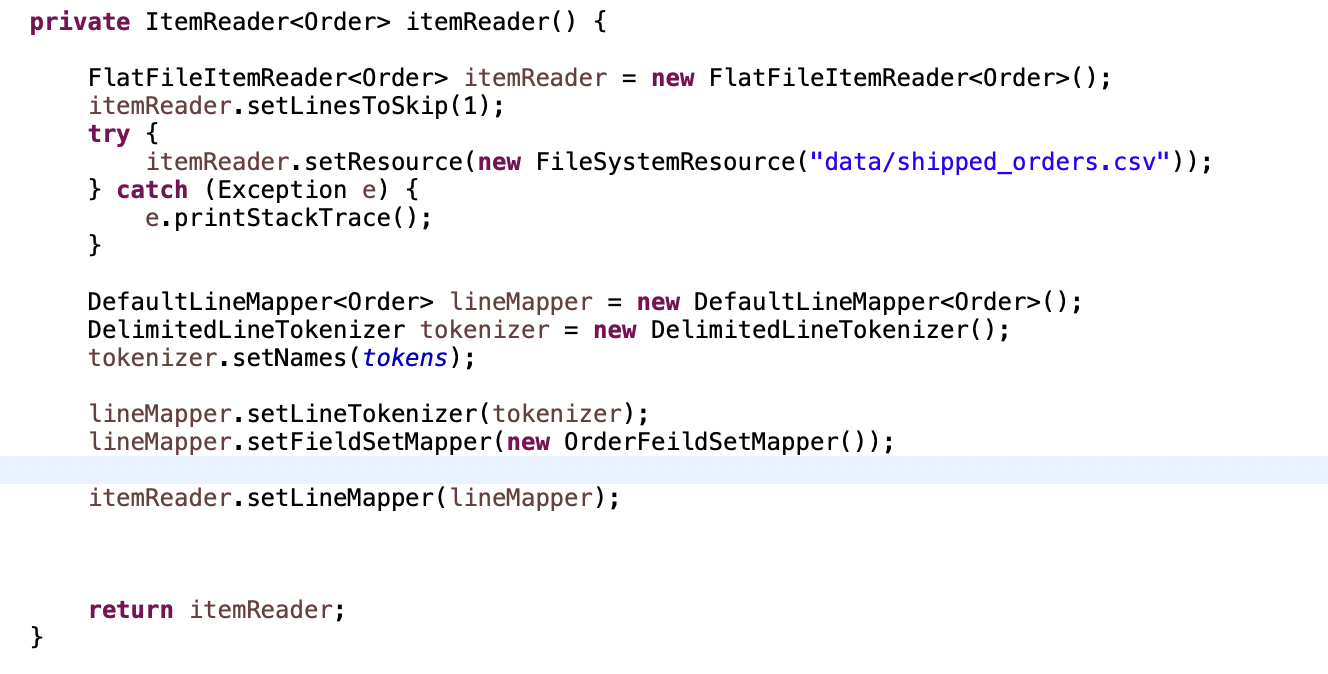 private ItemReader<Order> itemReader() {
FlatFileItemReader<Order> itemReader = new FlatFileItemReader<Order>();
itemReader.setLinesToSkip(1);
try {
itemReader.setResource(new FileSystemResource("data/shipped_orders.csv"));
} catch (Exception e) {
e.printStackTrace();
}
DefaultLineMapper<Order> lineMapper = new DefaultLineMapper<Order>();
DelimitedLineTokenizer tokenizer = new DelimitedLineTokenizer();
tokenizer.setNames(tokens);
lineMapper.setLineTokenizer(tokenizer);
lineMapper.setFieldSetMapper(new OrderFeildSetMapper());
itemReader.setLineMapper(lineMapper);
return itemReader;
}